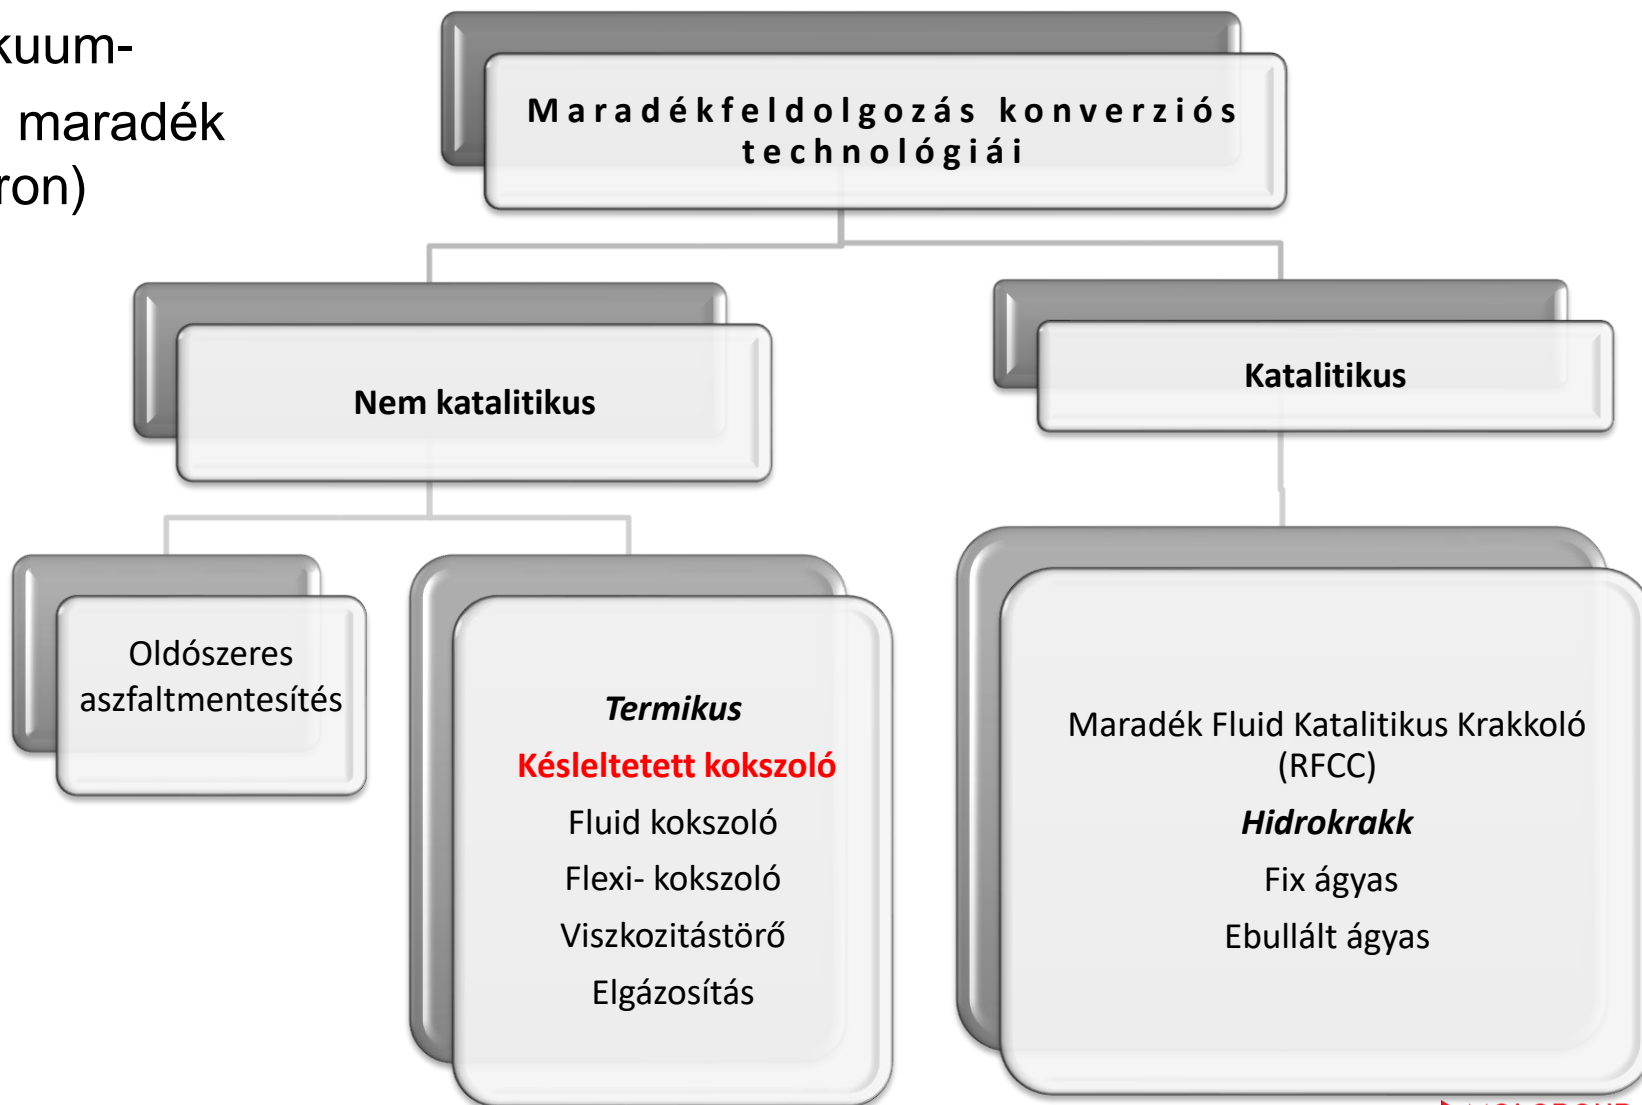 kuum-
maradék
ron)
Maradékfeldolgozás konverziós
technológiái
Nem katalitikus
Katalitikus
Oldószeres
aszfaltmentesítés
Termikus
Késleltetett kokszoló
Fluid kokszoló
Flexi- kokszoló
Viszkozitástörő
Elgázosítás
Maradék Fluid Katalitikus Krakkoló
(RFCC)
Hidrokrakk
Fix ágyas
Ebullált ágyas